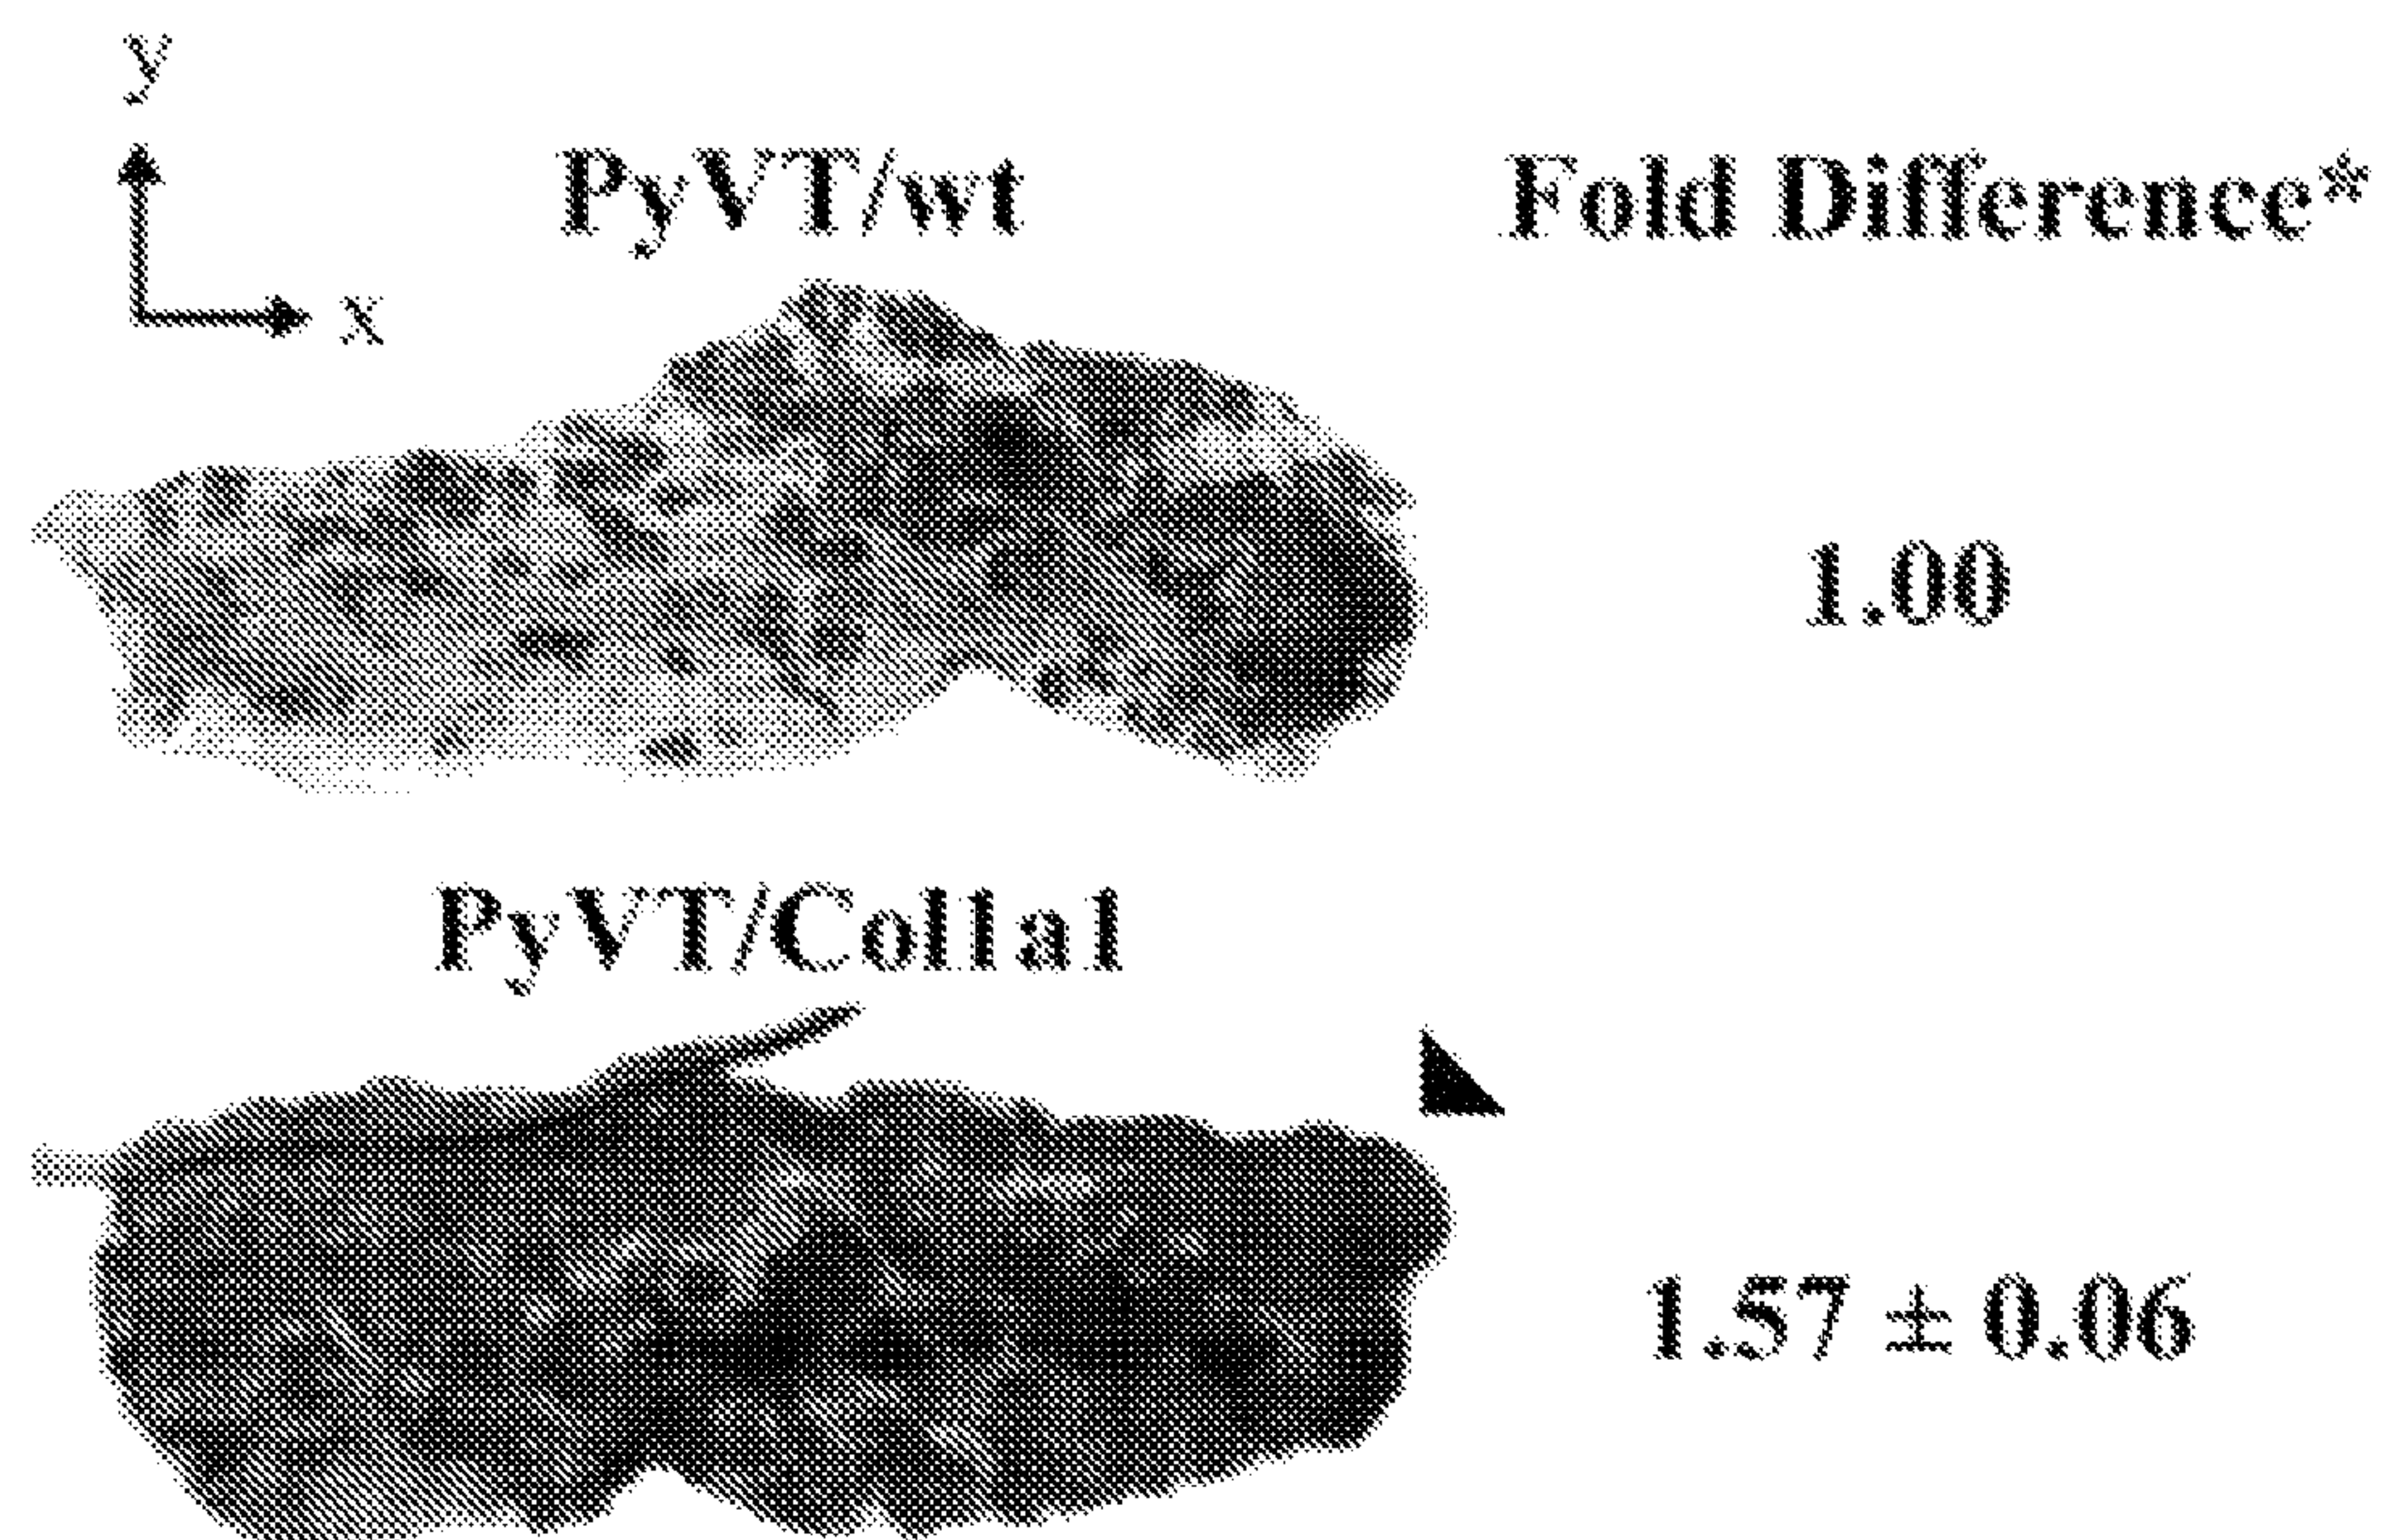 y
PyVT/wt
Fold Difference*
x
1.00
PyVT/Col1a1
1.57 ± 0.06